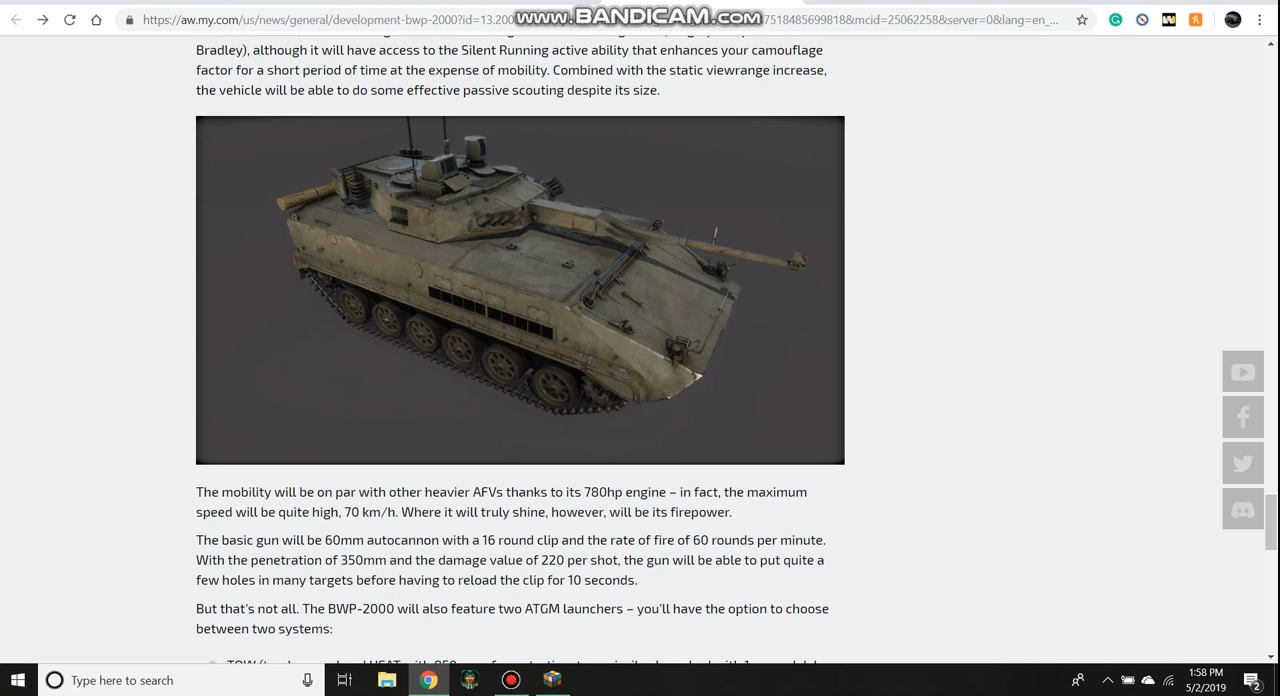 https://aw.my.com/us/news/general/development-bwp-2000?id=13.200
www.BANDICAM.com
7518485699818&mcid=25062258&server=0&lang=en_...
Bradley), although it will have access to the Silent Running active ability that enhances your camouflage
factor for a short period of time at the expense of mobility. Combined with the static viewrange increase,
the vehicle will be able to do some effective passive scouting despite its size.
The mobility will be on par with other heavier AFVs thanks to its 780hp engine – in fact, the maximum
speed will be quite high, 70 km/h. Where it will truly shine, however, will be its firepower.
The basic gun will be 60mm autocannon with a 16 round clip and the rate of fire of 60 rounds per minute.
With the penetration of 350mm and the damage value of 220 per shot, the gun will be able to put quite a
few holes in many targets before having to reload the clip for 10 seconds.
But that's not all. The BWP-2000 will also feature two ATGM launchers – you'll have the option to choose
between two systems:
Type here to search
1:58 PM
5/2/2019
2